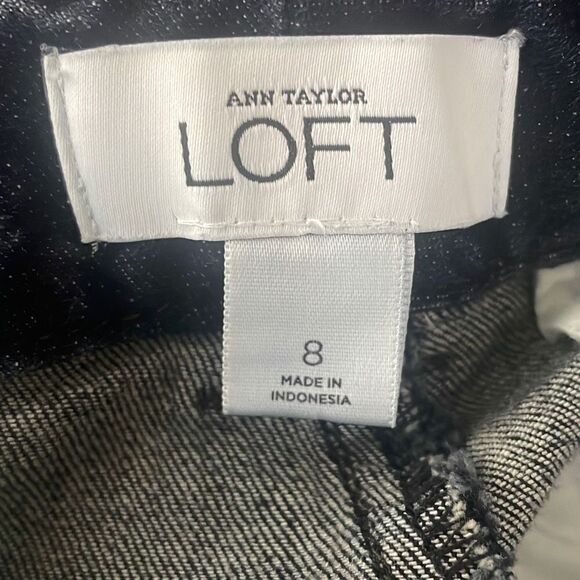 ANN TAYLOR
LOFT
8
MADE IN
INDONESIA